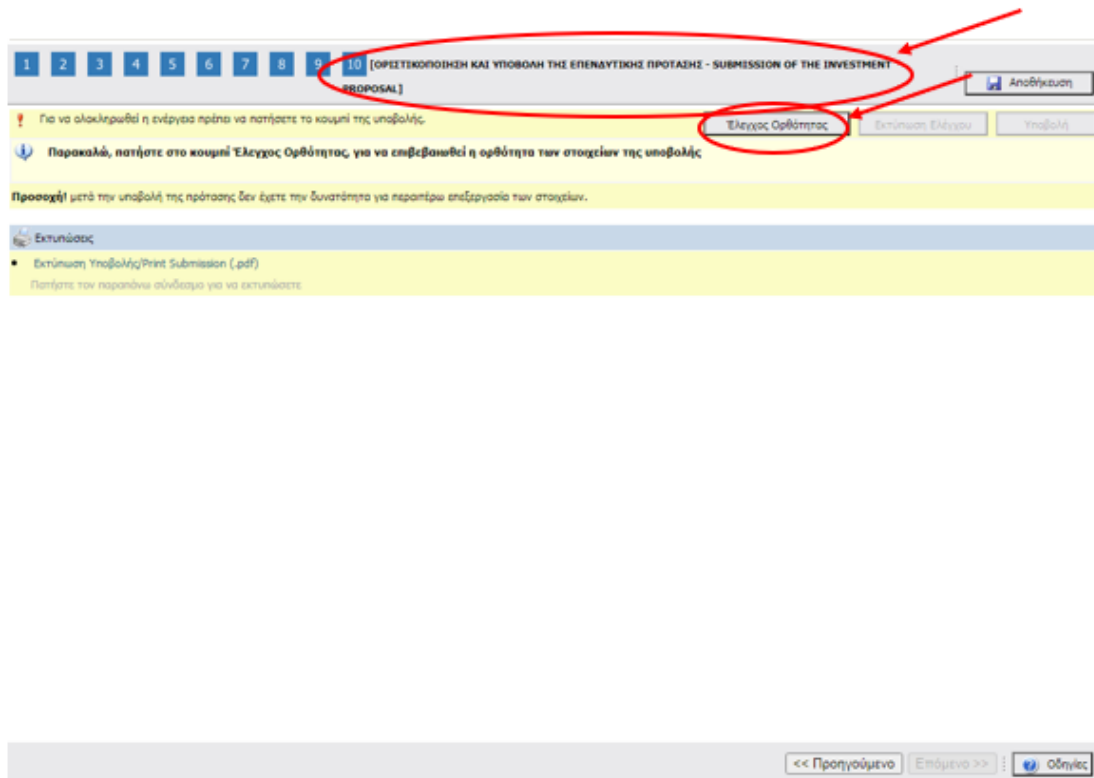 1 2 3 4 5 6 7 8 9 10 [ΟΡΙΣΤΙΚΟΠΟΙΗΣΗ ΚΑΙ ΥΠΟΒΟΛΗ ΤΗΣ ΕΠΕΝΔΥΤΙΚΗΣ ΠΡΟΤΑΣΗΣ - SUBMISSION OF THE INVESTMENT
PROPOSAL]
Αποθήκευση
Για να ολοκληρωθεί η ενέργεια πρέπει να πατήσετε το κουμπί της υποβολής.
Έλεγχος Ορθότητας Εκτύπωση Ελέγχου Υποβολή
Παρακαλώ, πατήστε στο κουμπί Έλεγχος Ορθότητας, για να επιβεβαιωθεί η ορθότητα των στοιχείων της υποβολής
Προσοχή! μετά την υποβολή της πρότασης δεν έχετε την δυνατότητα για περαιτέρω επεξεργασία των στοιχείων.
Εκτυπώσεις
Εκτύπωση Υποβολής/Print Submission (.pdf)
Πατήστε τον παραπάνω σύνδεσμο για να εκτυπώσετε
<< Προηγούμενο Επόμενο >> Οδηγίες